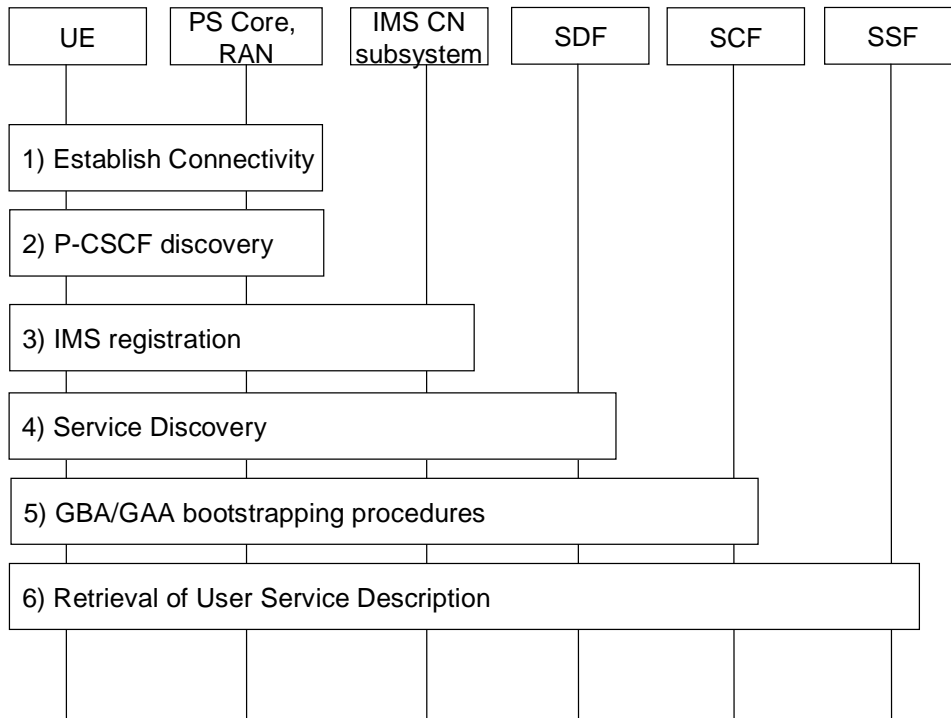 UE
PS Core,
RAN
IMS CN
subsystem
SDF
SCF
SSF
1) Establish Connectivity
2) P-CSCF discovery
3) IMS registration
4) Service Discovery
5) GBA/GAA bootstrapping procedures
6) Retrieval of User Service Description